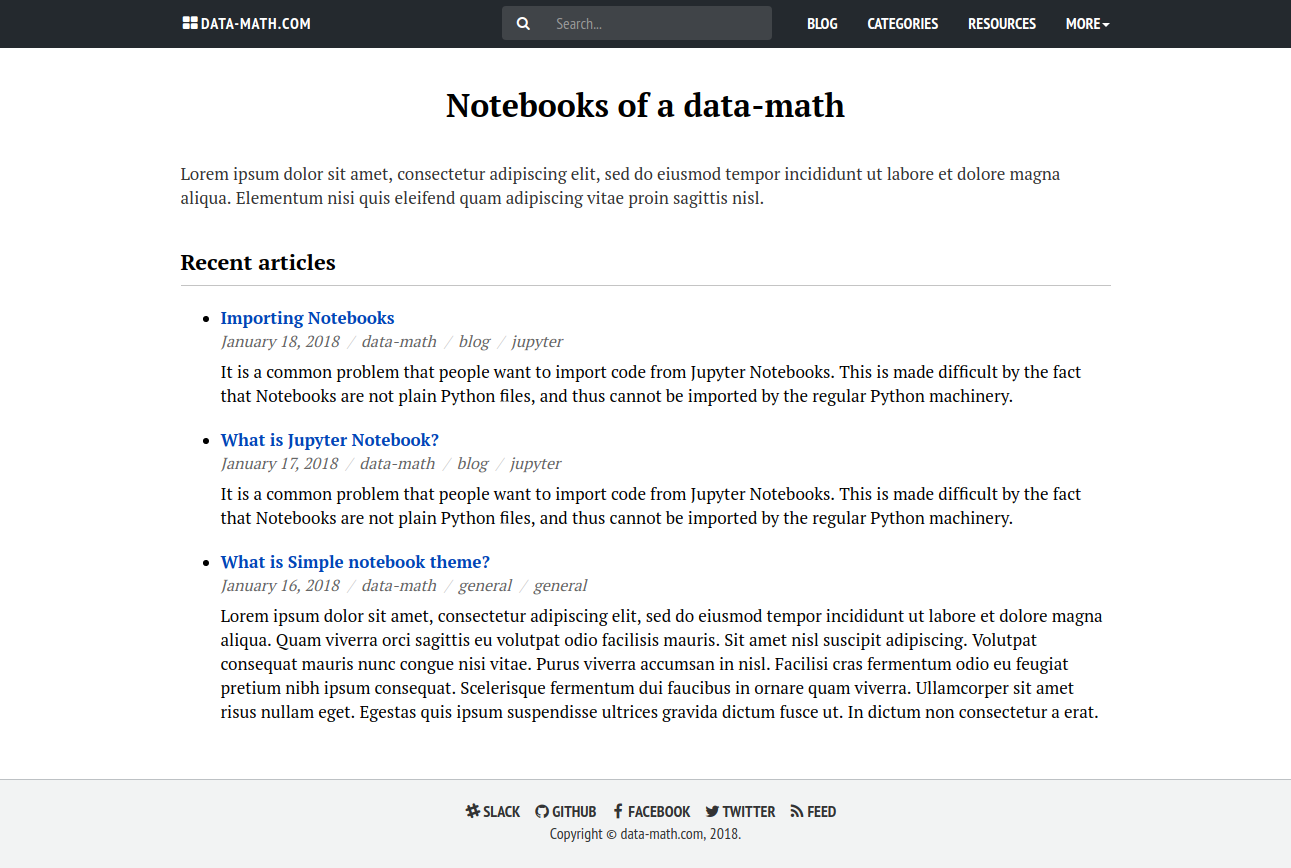 DATA-MATH.COM Search... BLOG CATEGORIES RESOURCES MORE
Notebooks of a data-math
Lorem ipsum dolor sit amet, consectetur adipiscing elit, sed do eiusmod tempor incididunt ut labore et dolore magna
aliqua. Elementum nisi quis eleifend quam adipiscing vitae proin sagittis nisl.
Recent articles
• Importing Notebooks
January 18, 2018 / data-math / blog / jupyter
It is a common problem that people want to import code from Jupyter Notebooks. This is made difficult by the fact
that Notebooks are not plain Python files, and thus cannot be imported by the regular Python machinery.
• What is Jupyter Notebook?
January 17, 2018 / data-math / blog / jupyter
It is a common problem that people want to import code from Jupyter Notebooks. This is made difficult by the fact
that Notebooks are not plain Python files, and thus cannot be imported by the regular Python machinery.
• What is Simple notebook theme?
January 16, 2018 / data-math / general / general
Lorem ipsum dolor sit amet, consectetur adipiscing elit, sed do eiusmod tempor incididunt ut labore et dolore magna
aliqua. Quam viverra orci sagittis eu volutpat odio facilisis mauris. Sit amet nisl suscipit adipiscing. Volutpat
consequat mauris nunc congue nisi vitae. Purus viverra accumsan in nisl. Facilisi cras fermentum odio eu feugiat
pretium nibh ipsum consequat. Scelerisque fermentum dui faucibus in ornare quam viverra. Ullamcorper sit amet
risus nullam eget. Egestas quis ipsum suspendisse ultrices gravida dictum fusce ut. In dictum non consectetur a erat.
SLACK GITHUB FACEBOOK TWITTER FEED
Copyright © data-math.com, 2018.